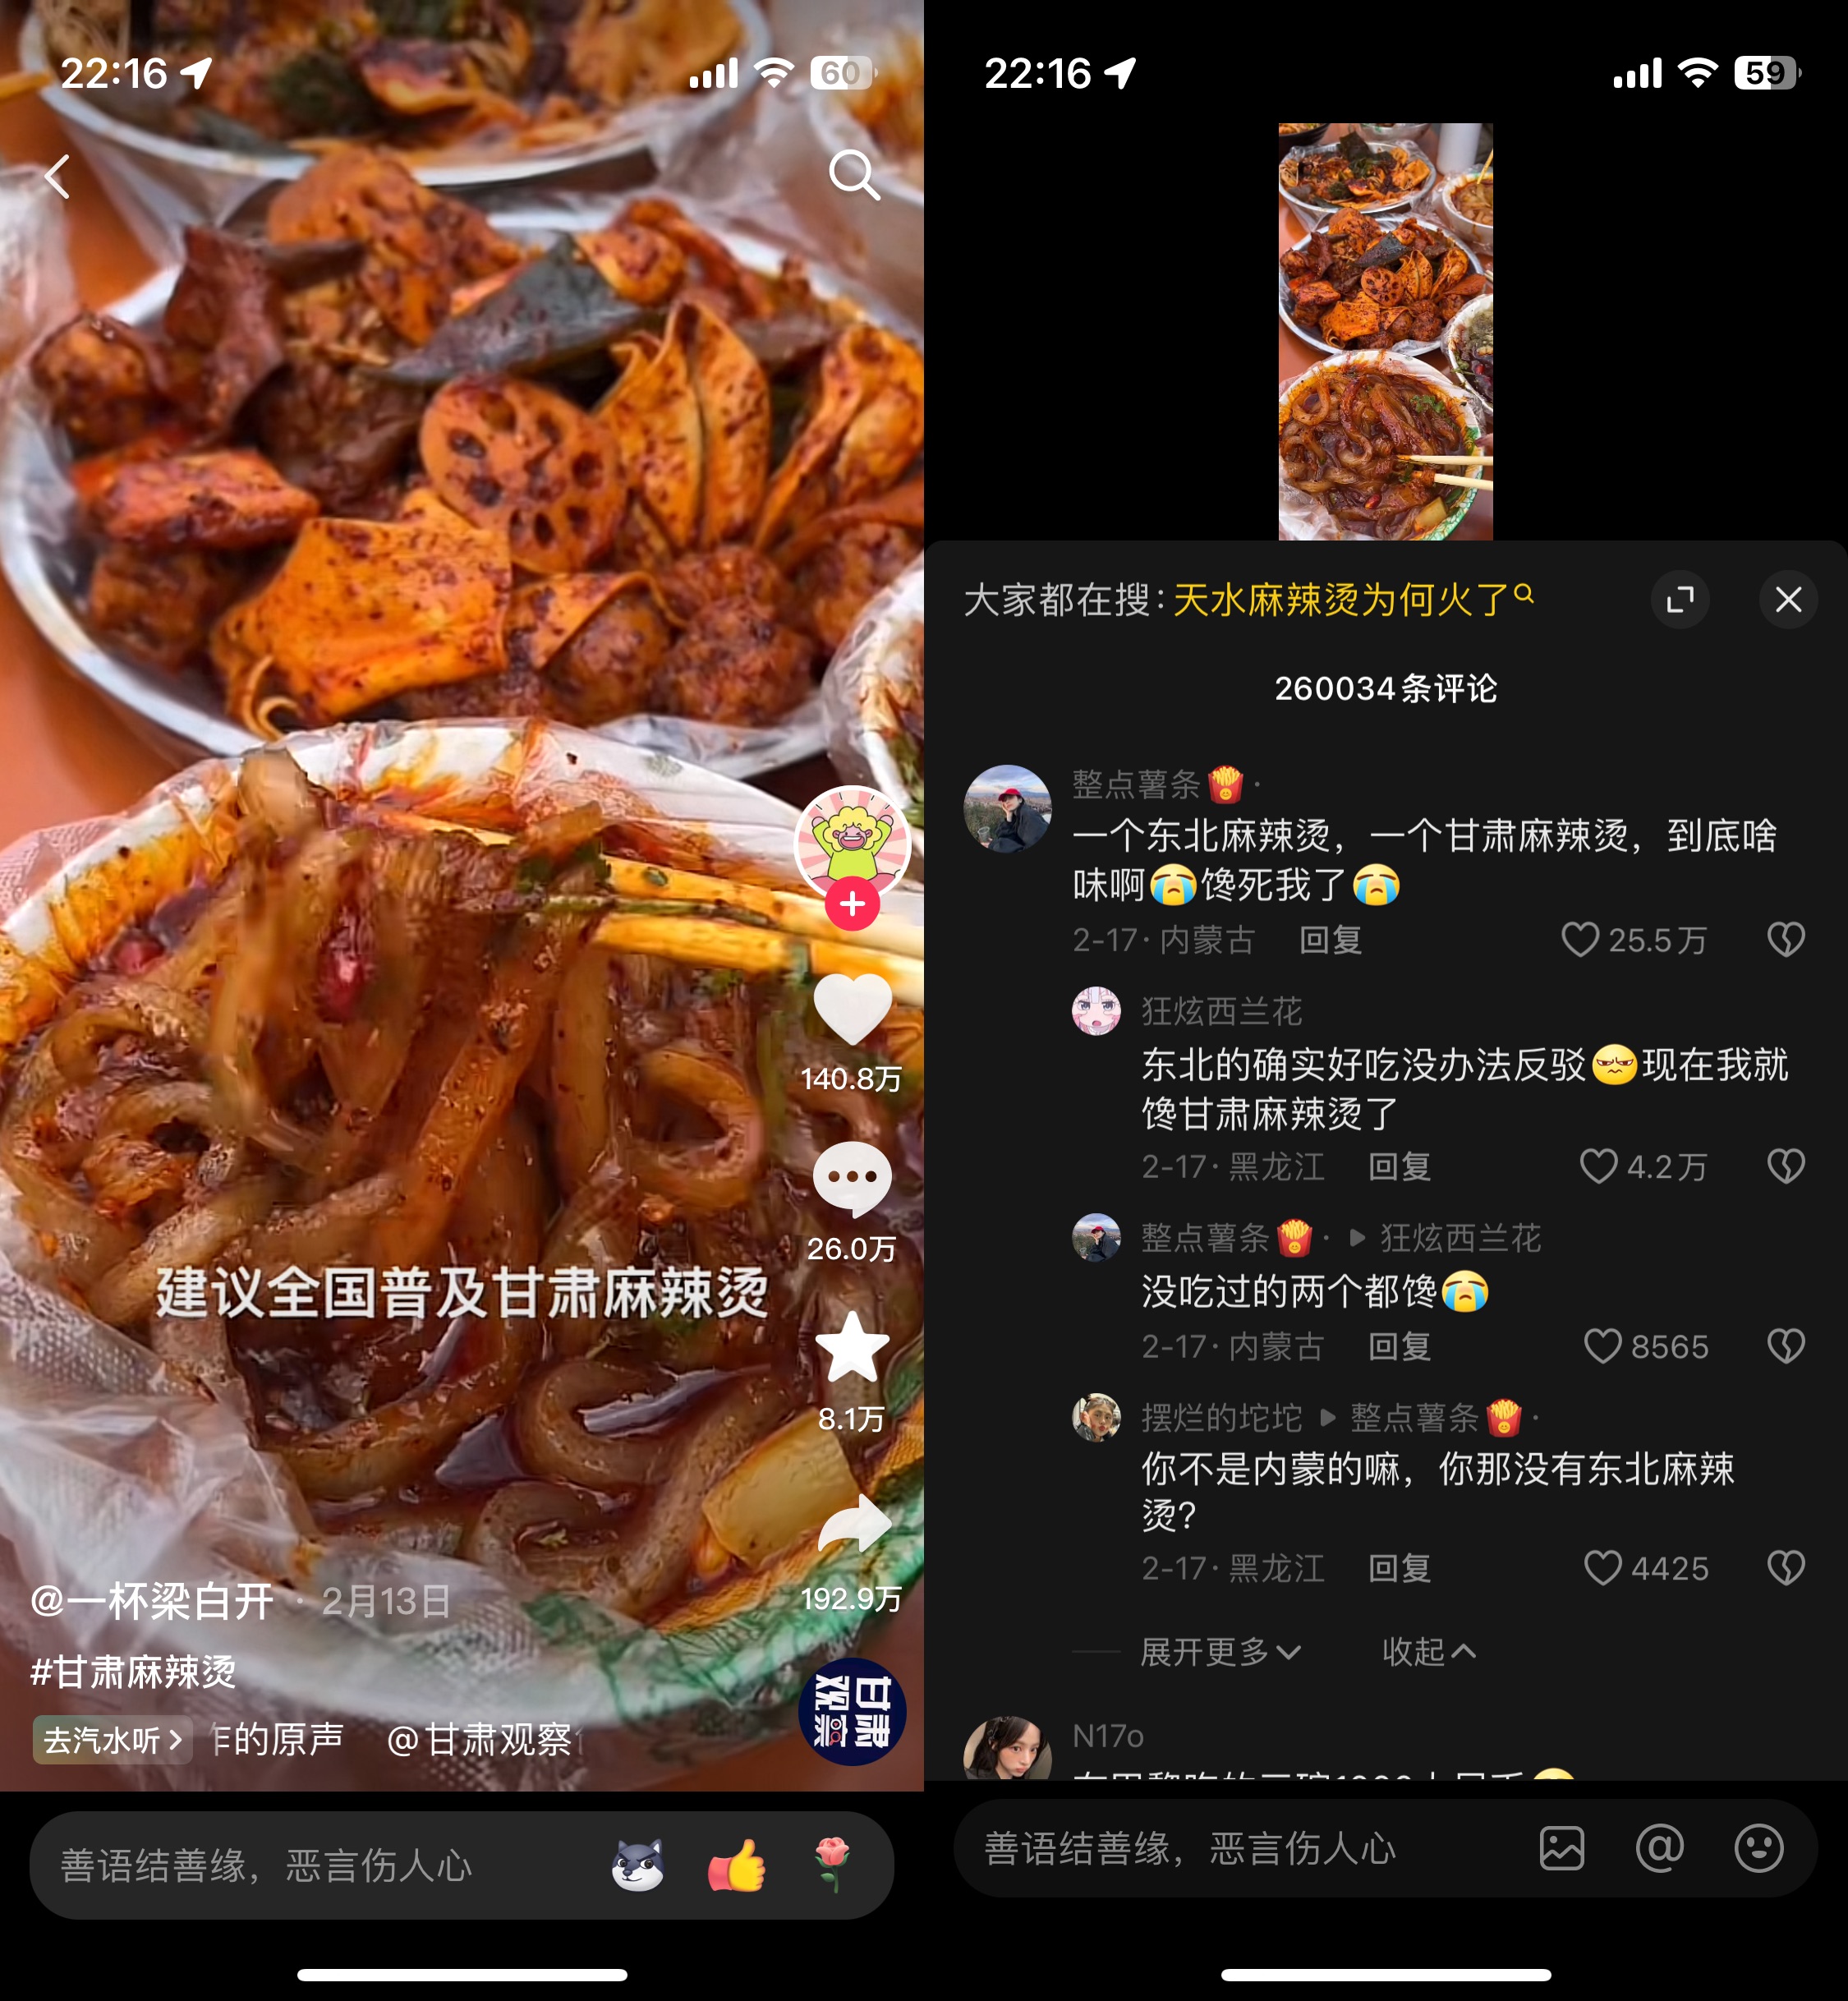 22:16
60
建议全国普及甘肃麻辣烫
140.8万
26.0万
8.1万
192.9万
@一杯梁白开 · 2月13日
#甘肃麻辣烫
去汽水听
的原声 @甘肃观察
甘肃观察
善语结善缘，恶言伤人心
22:16
59
大家都在搜：天水麻辣烫为何火了
260034条评论
整点薯条🍟·
一个东北麻辣烫，一个甘肃麻辣烫，到底啥
味啊😭馋死我了😭
2-17·内蒙古 回复 25.5万
狂炫西兰花
东北的确实好吃没办法反驳 现在我就
馋甘肃麻辣烫了
2-17·黑龙江 回复 4.2万
整点薯条🍟· ▶ 狂炫西兰花
没吃过的两个都馋😭
2-17·内蒙古 回复 8565
摆烂的坨坨 ▶ 整点薯条🍟·
你不是内蒙的嘛，你那没有东北麻辣
烫？
2-17·黑龙江 回复 4425
展开更多 收起
N17o
善语结善缘，恶言伤人心